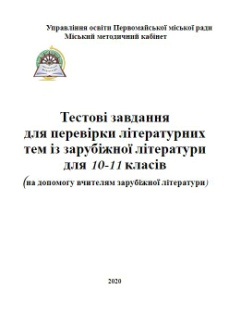 Управління освіти Первомайської міської ради
Міський методичний кабінет
Тестові завдання
для перевірки літературних
тем із зарубіжної літератури
для 10-11 класів
(на допомогу вчителям зарубіжної літератури)
2020